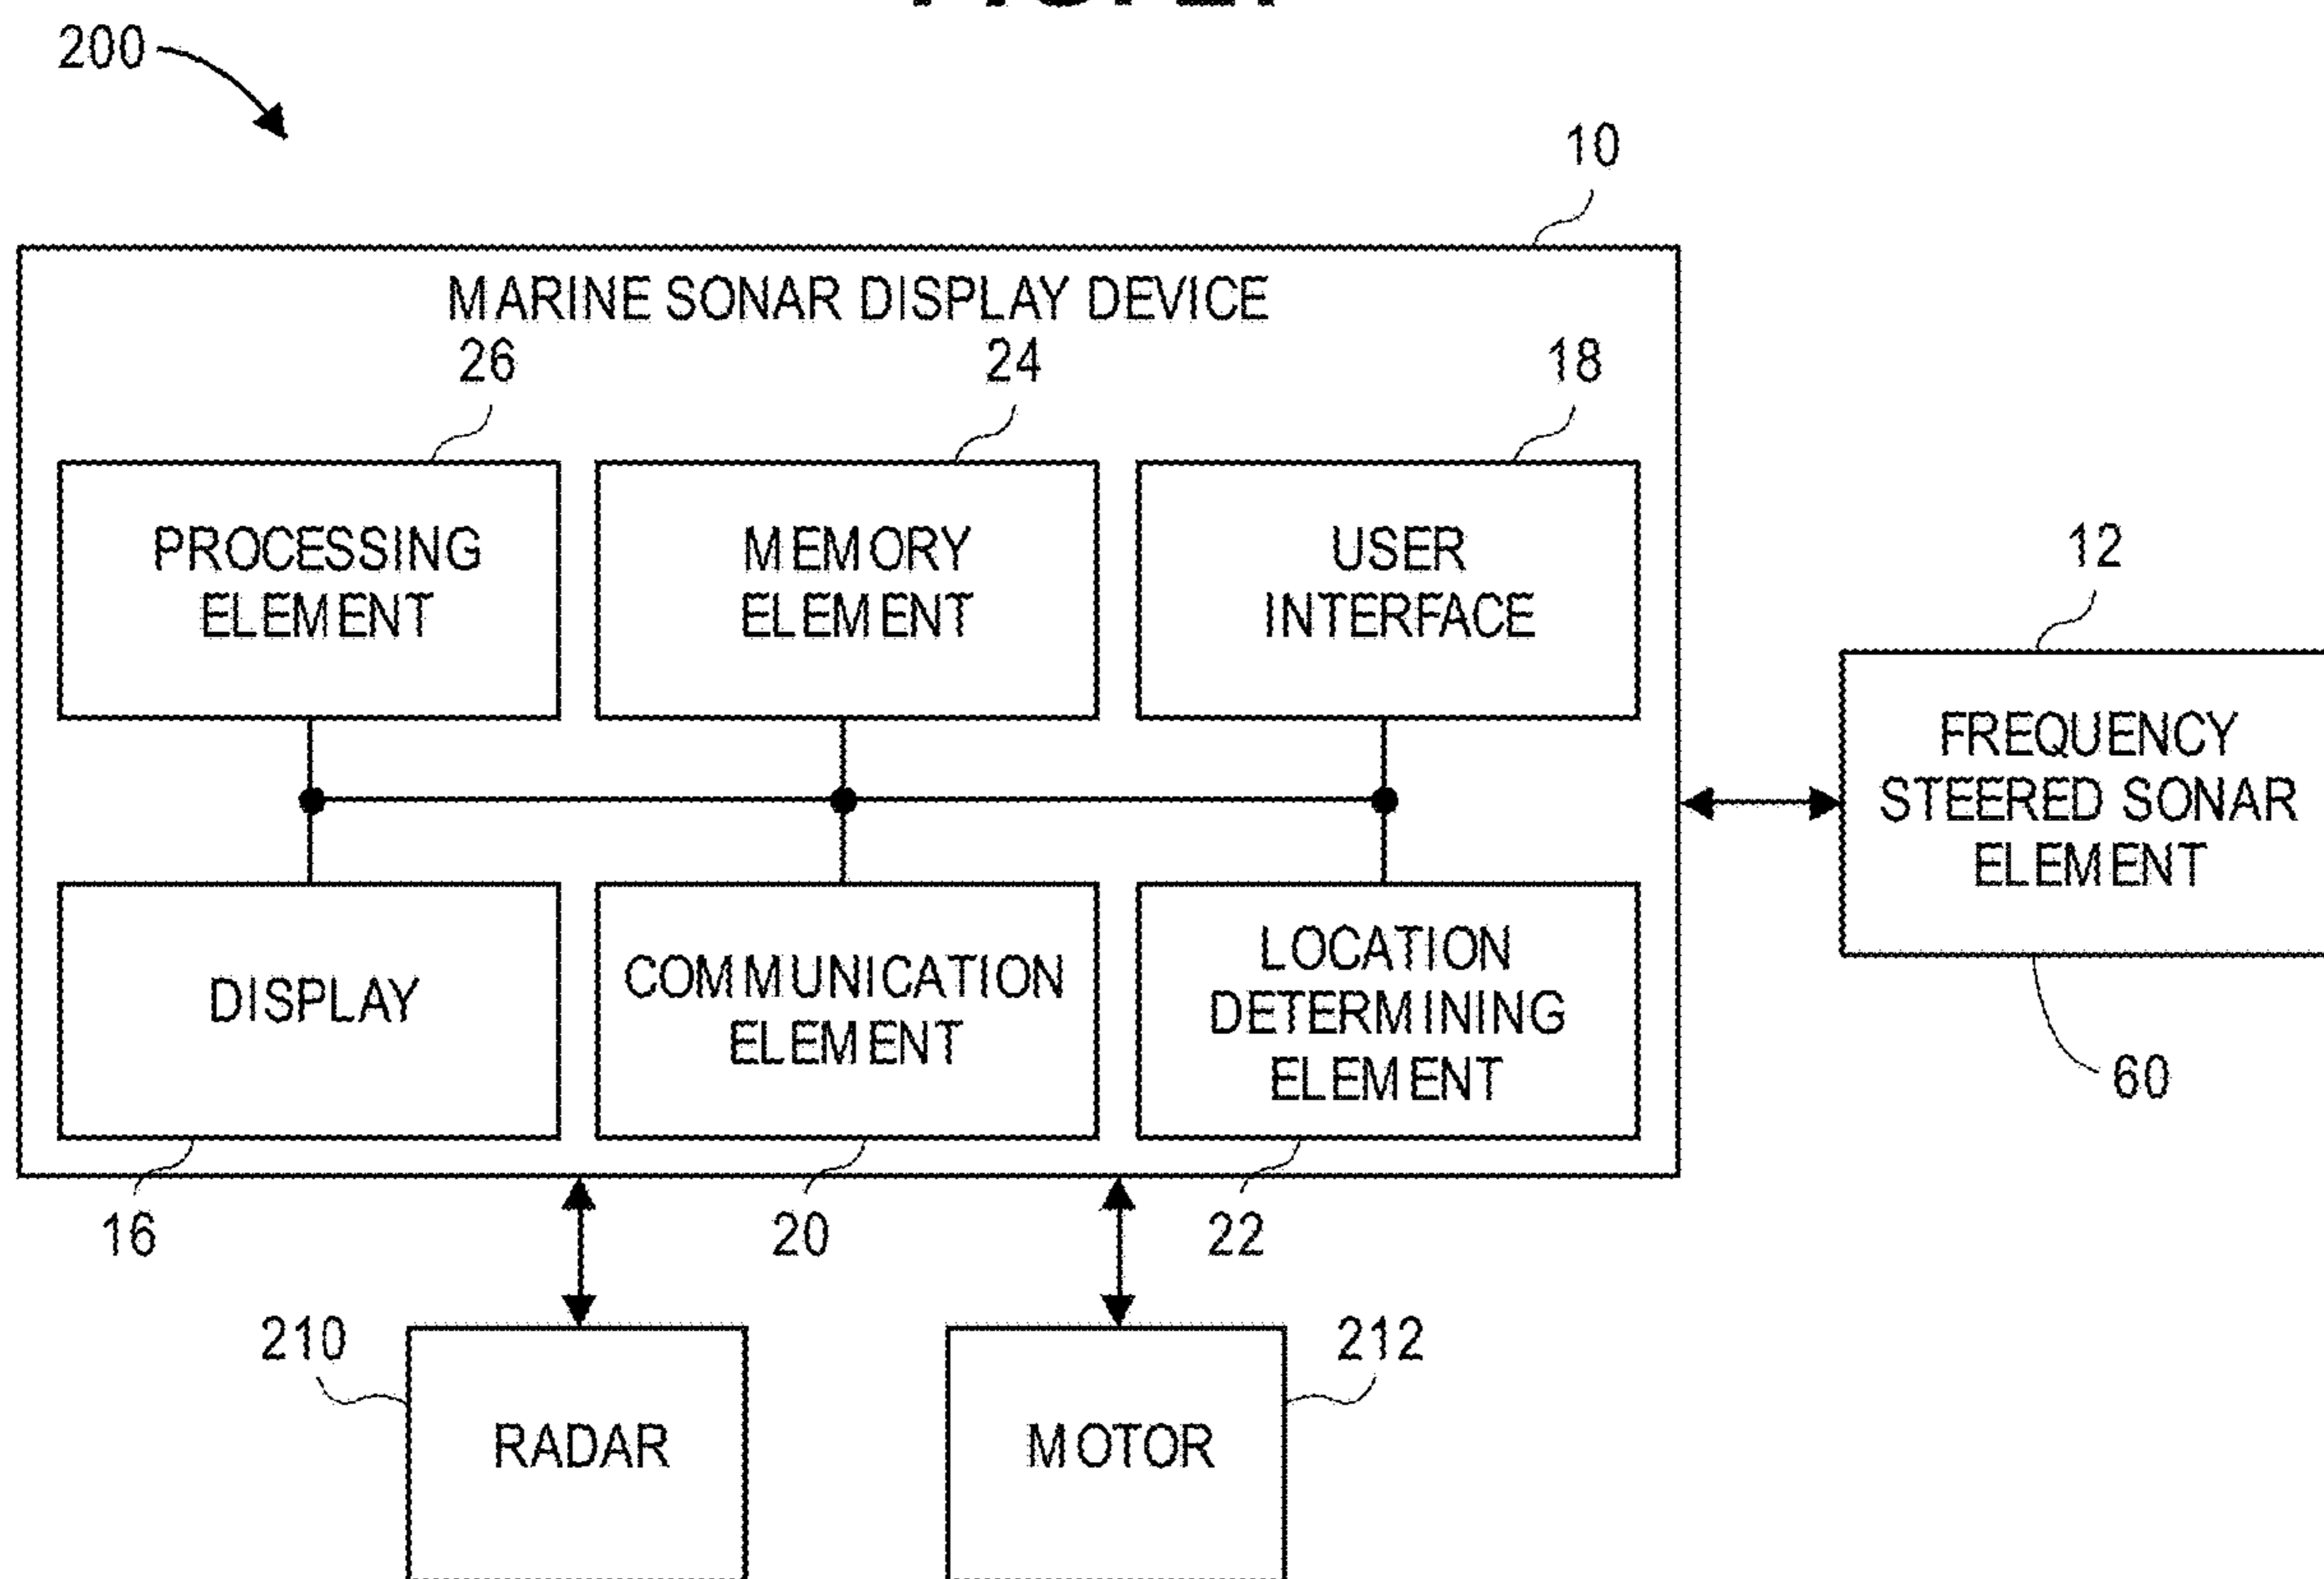 200
10
MARINE SONAR DISPLAY DEVICE
26
24
18
PROCESSING
ELEMENT
MEMORY
ELEMENT
USER
INTERFACE
12
FREQUENCY
STEERED SONAR
ELEMENT
60
DISPLAY
COMMUNICATION
ELEMENT
LOCATION
DETERMINING
ELEMENT
16
20
22
210
RADAR
212
MOTOR